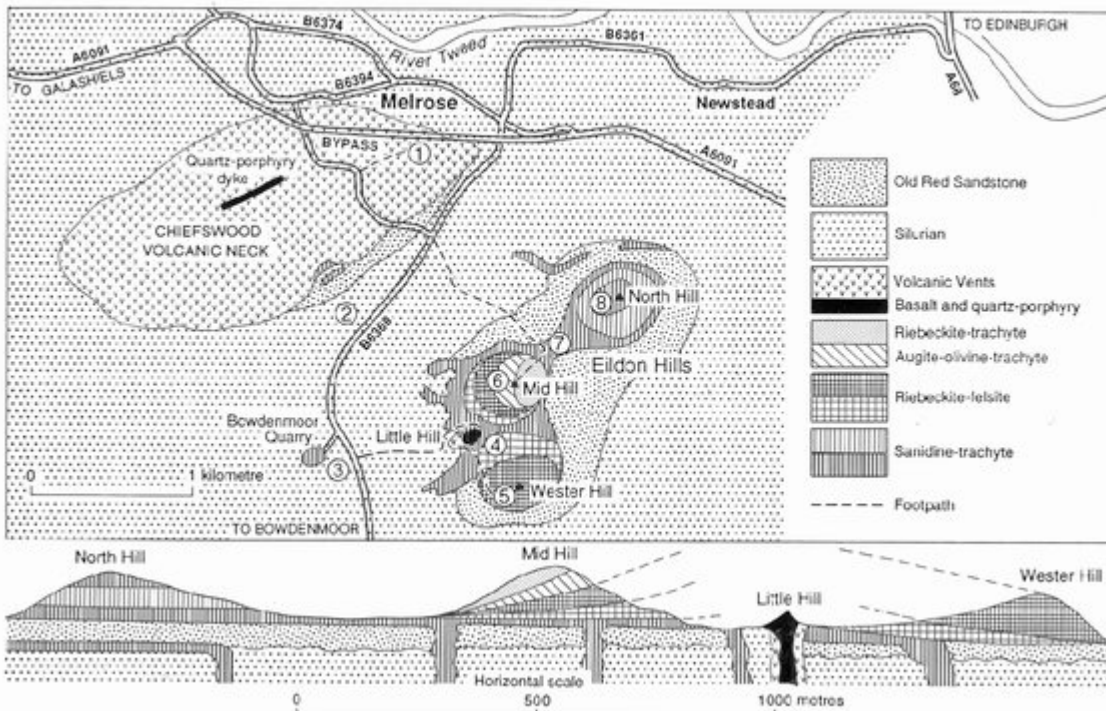 B6374
River Tweed
B6361
TO EDINBURGH
A6091
TO GALASHIELS
B6394
Melrose
Newstead
A68
BYPASS
①
A6091
Quartz-porphyry
dyke
CHIEFSWOOD
VOLCANIC NECK
②
B6368
⑧
North Hill
⑦
Eildon Hills
⑥
Mid Hill
Bowdenmoor
Quarry
Little Hill
④
③
⑤
Wester Hill
0
1 kilometre
TO BOWDENMOOR
Old Red Sandstone
Silurian
Volcanic Vents
Basalt and quartz-porphyry
Riebeckite-trachyte
Augite-olivine-trachyte
Riebeckite-felsite
Sanidine-trachyte
Footpath
North Hill
Mid Hill
Little Hill
Wester Hill
Horizontal scale
0
500
1000 metres